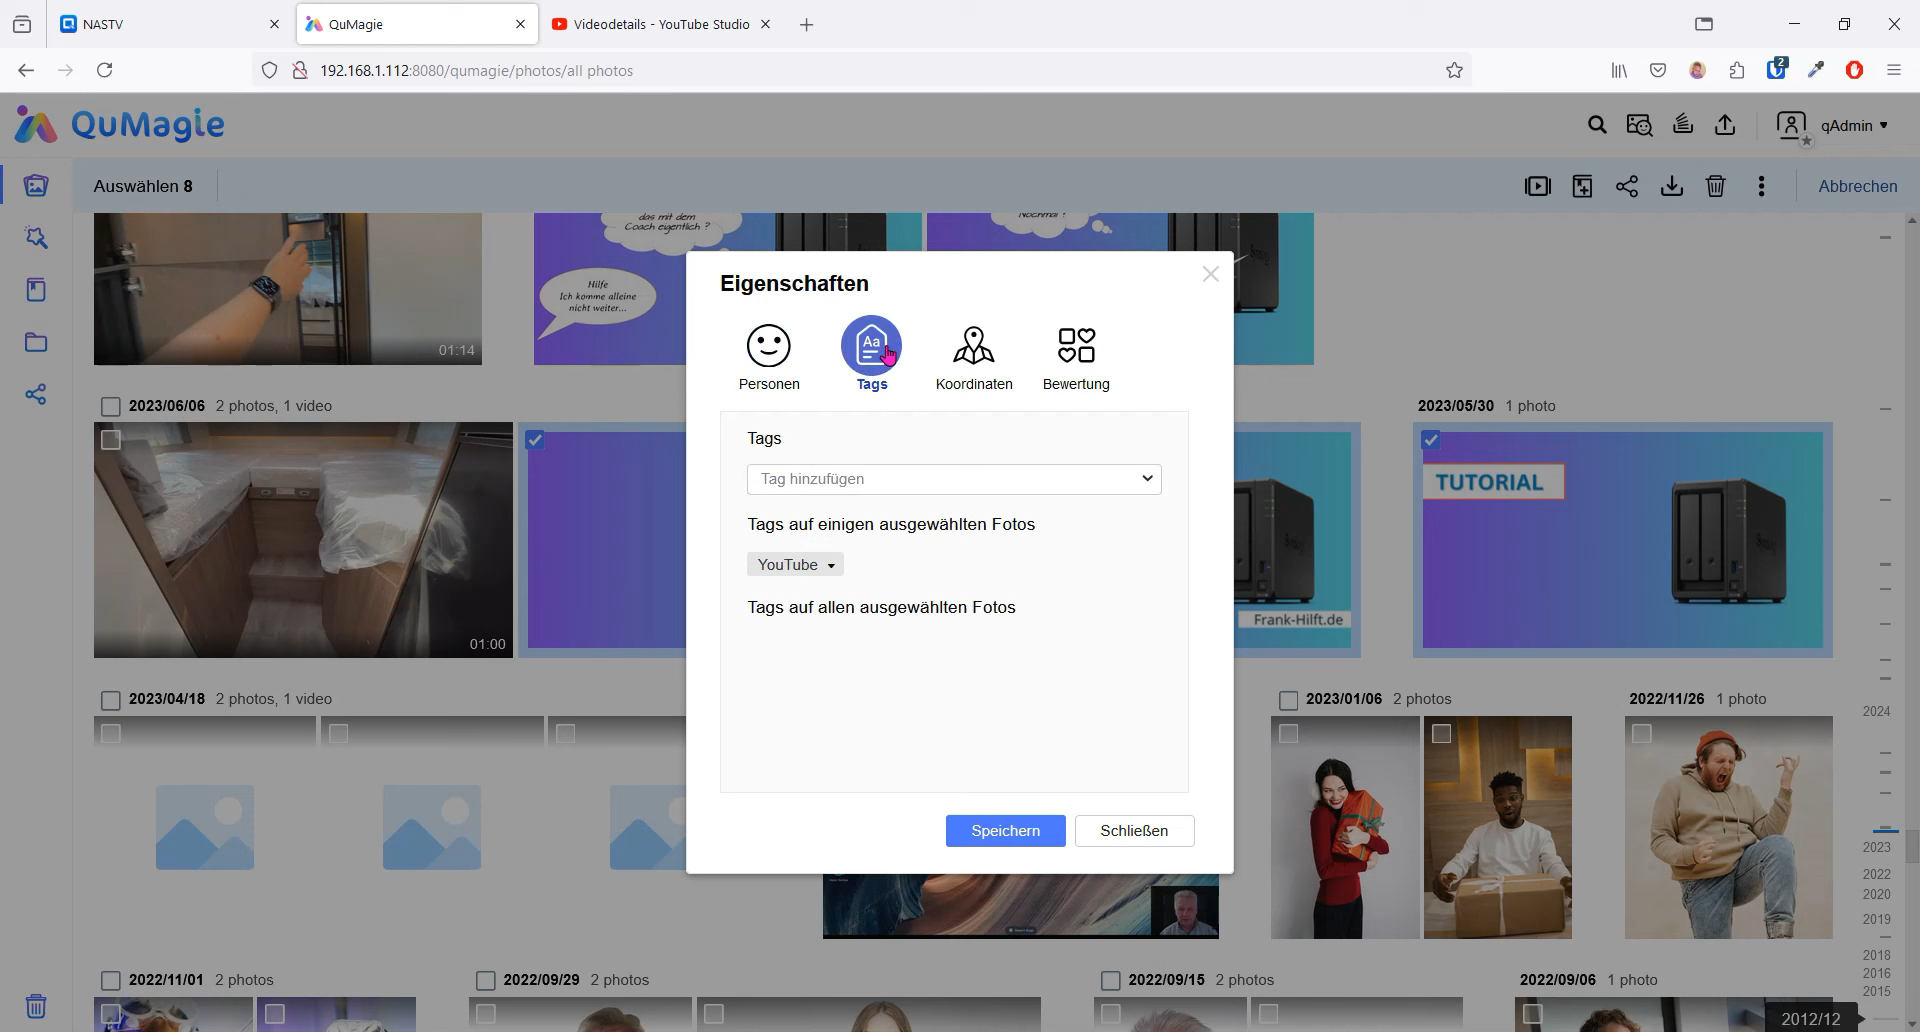 NASTV
QuMagie
Videodetails - YouTube Studio
192.168.1.112:8080/qumagie/photos/all photos
2
QuMagie
qAdmin
Auswählen 8
Abbrechen
das mit dem
Coach eigentlich ?
Nochmal ?
Hilfe
Ich komme alleine
nicht weiter...
01:14
Eigenschaften
Aa
Personen
Tags
Koordinaten
Bewertung
2023/06/06 2 photos, 1 video
2023/05/30 1 photo
01:00
TUTORIAL
Frank-Hilft.de
Tags
Tag hinzufügen
Tags auf einigen ausgewählten Fotos
YouTube
Tags auf allen ausgewählten Fotos
Speichern
Schließen
2023/04/18 2 photos, 1 video
2023/01/06 2 photos
2022/11/26 1 photo
2024
2023
2022
2020
2019
2018
2016
2015
2022/11/01 2 photos
2022/09/29 2 photos
2022/09/15 2 photos
2022/09/06 1 photo
2012/12